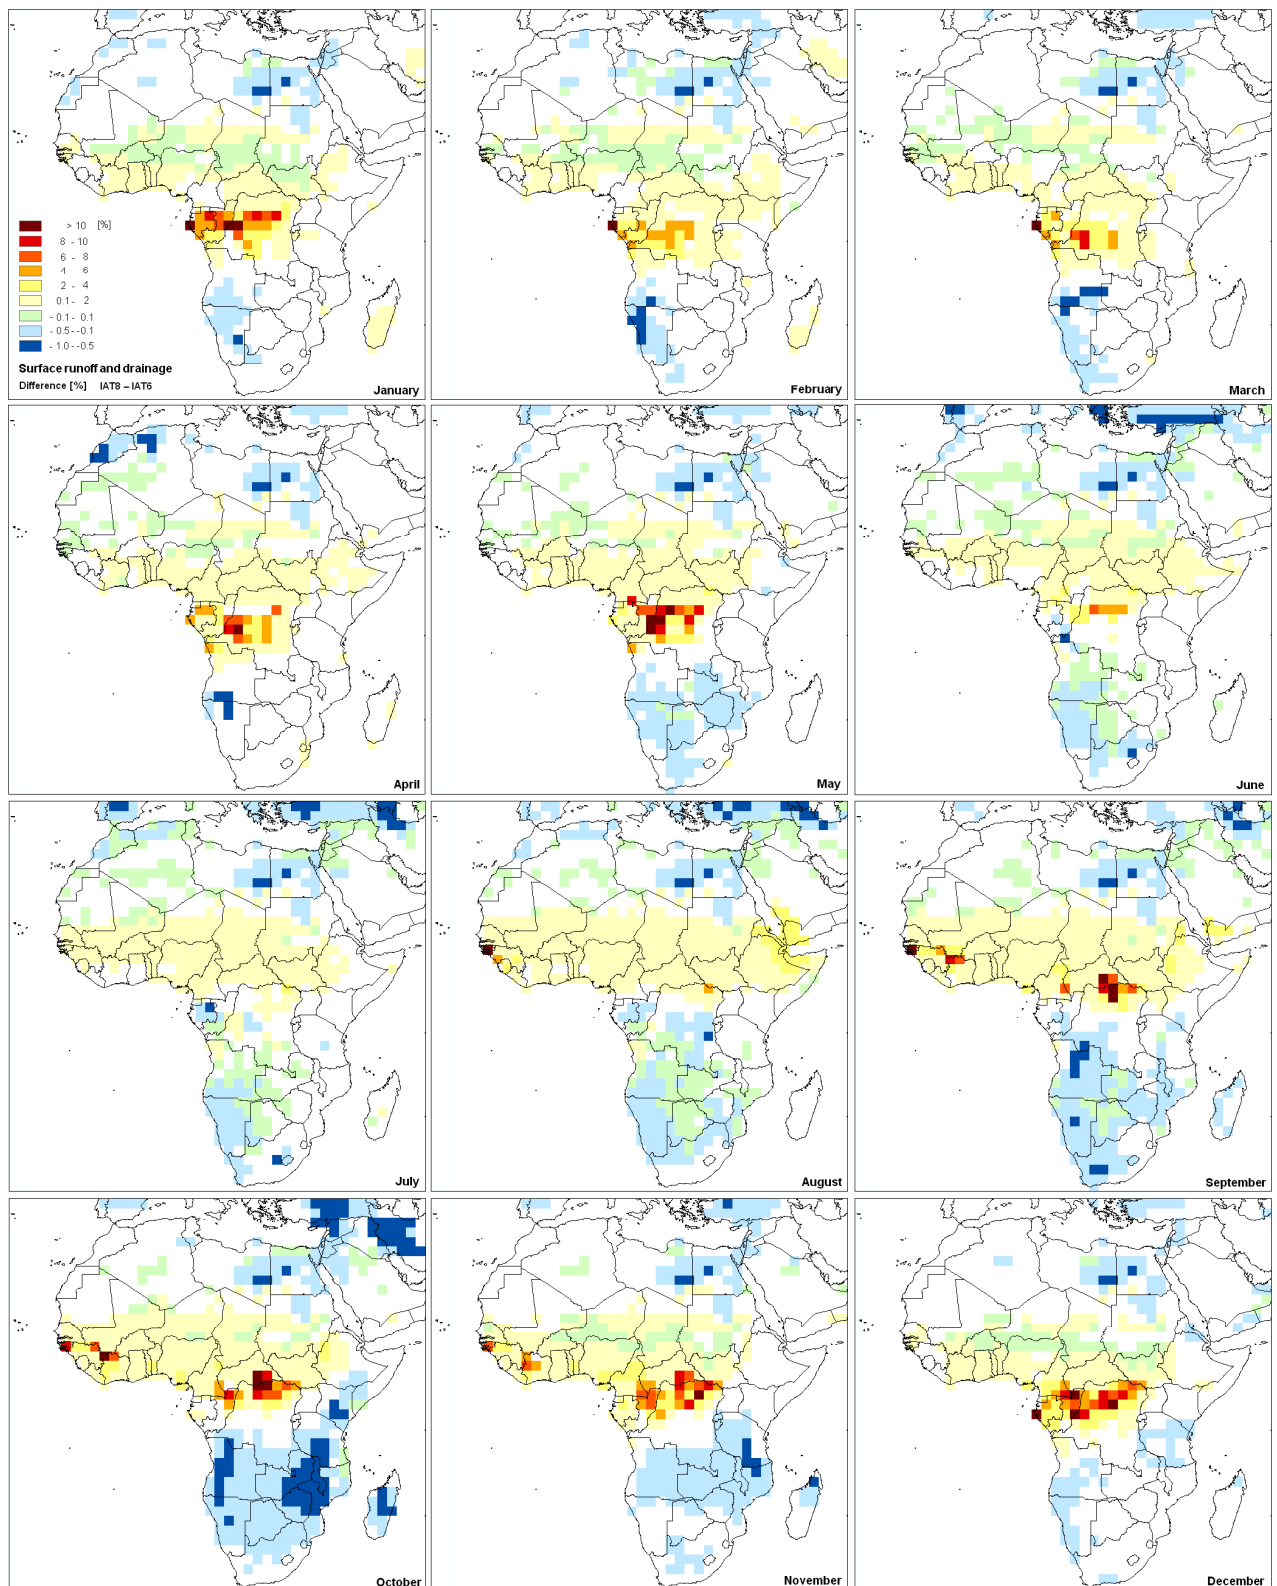 > 10 [%]
8 - 10
6 - 8
4 6
2 - 4
0.1 - 2
- 0.1 - 0.1
- 0.5 --0.1
- 1.0 --0.5
Surface runoff and drainage
Difference [%] IAT8 – IAT6
January
February
March
April
May
June
July
August
September
October
November
December